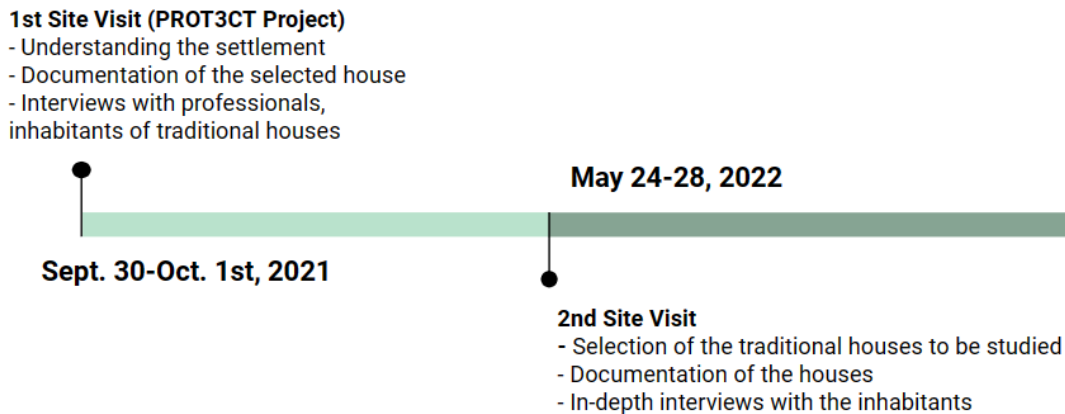 1st Site Visit (PROT3CT Project)
- Understanding the settlement
- Documentation of the selected house
- Interviews with professionals,
inhabitants of traditional houses
May 24-28, 2022
Sept. 30-Oct. 1st, 2021
2nd Site Visit
- Selection of the traditional houses to be studied
- Documentation of the houses
- In-depth interviews with the inhabitants